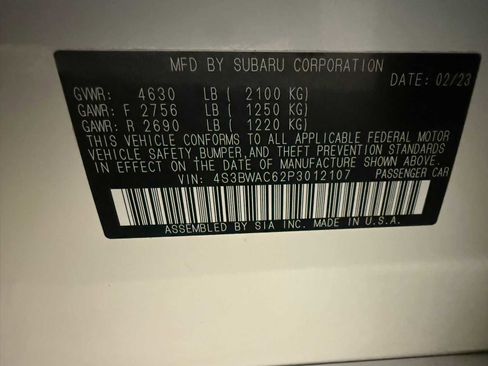 MFD BY SUBARU CORPORATION
DATE: 02/23
GVWR: 4630 LB ( 2100 KG)
GAWR: F 2756 LB ( 1250 KG)
GAWR: R 2690 LB ( 1220 KG)
THIS VEHICLE CONFORMS TO ALL APPLICABLE FEDERAL MOTOR
VEHICLE SAFETY, BUMPER, AND THEFT PREVENTION STANDARDS
IN EFFECT ON THE DATE OF MANUFACTURE SHOWN ABOVE.
VIN: 4S3BWAC62P3012107 PASSENGER CAR
ASSEMBLED BY SIA INC. MADE IN U.S.A.